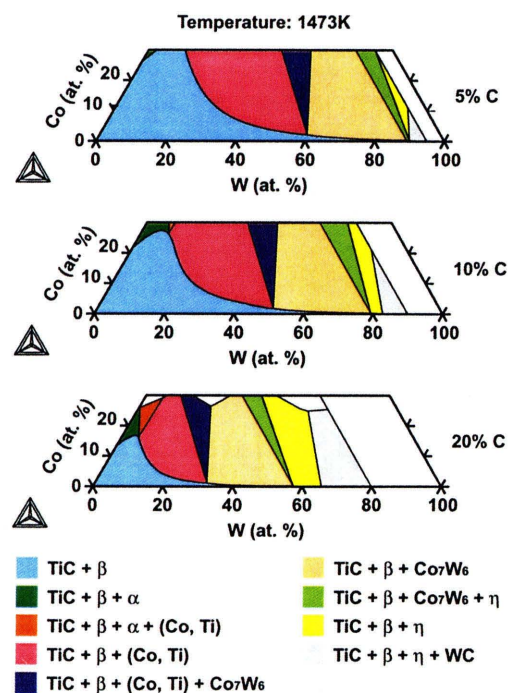 Temperature: 1473K
Co (at. %)
20
10
0
0 20 40 60 80 100
W (at. %)
5% C
Co (at. %)
20
10
0
0 20 40 60 80 100
W (at. %)
10% C
Co (at. %)
20
10
0
0 20 40 60 80 100
W (at. %)
20% C
TiC + β
TiC + β + α
TiC + β + α + (Co, Ti)
TiC + β + (Co, Ti)
TiC + β + (Co, Ti) + Co₇W₆
TiC + β + Co₇W₆
TiC + β + Co₇W₆ + η
TiC + β + η
TiC + β + η + WC